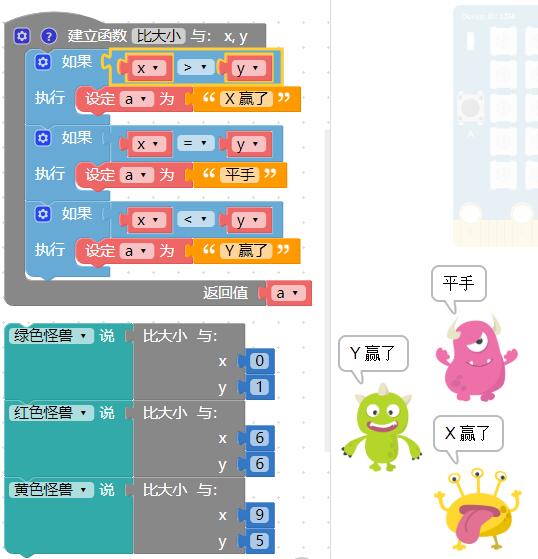 建立函数 比大小 与: x, y
如果 x > y
执行 设定 a 为 “ X 赢了 ”
如果 x = y
执行 设定 a 为 “ 平手 ”
如果 x < y
执行 设定 a 为 “ Y 赢了 ”
返回值 a
绿色怪兽 说 比大小 与:
x 0
y 1
红色怪兽 说 比大小 与:
x 6
y 6
黄色怪兽 说 比大小 与:
x 9
y 5
A
平手
Y 赢了
X 赢了